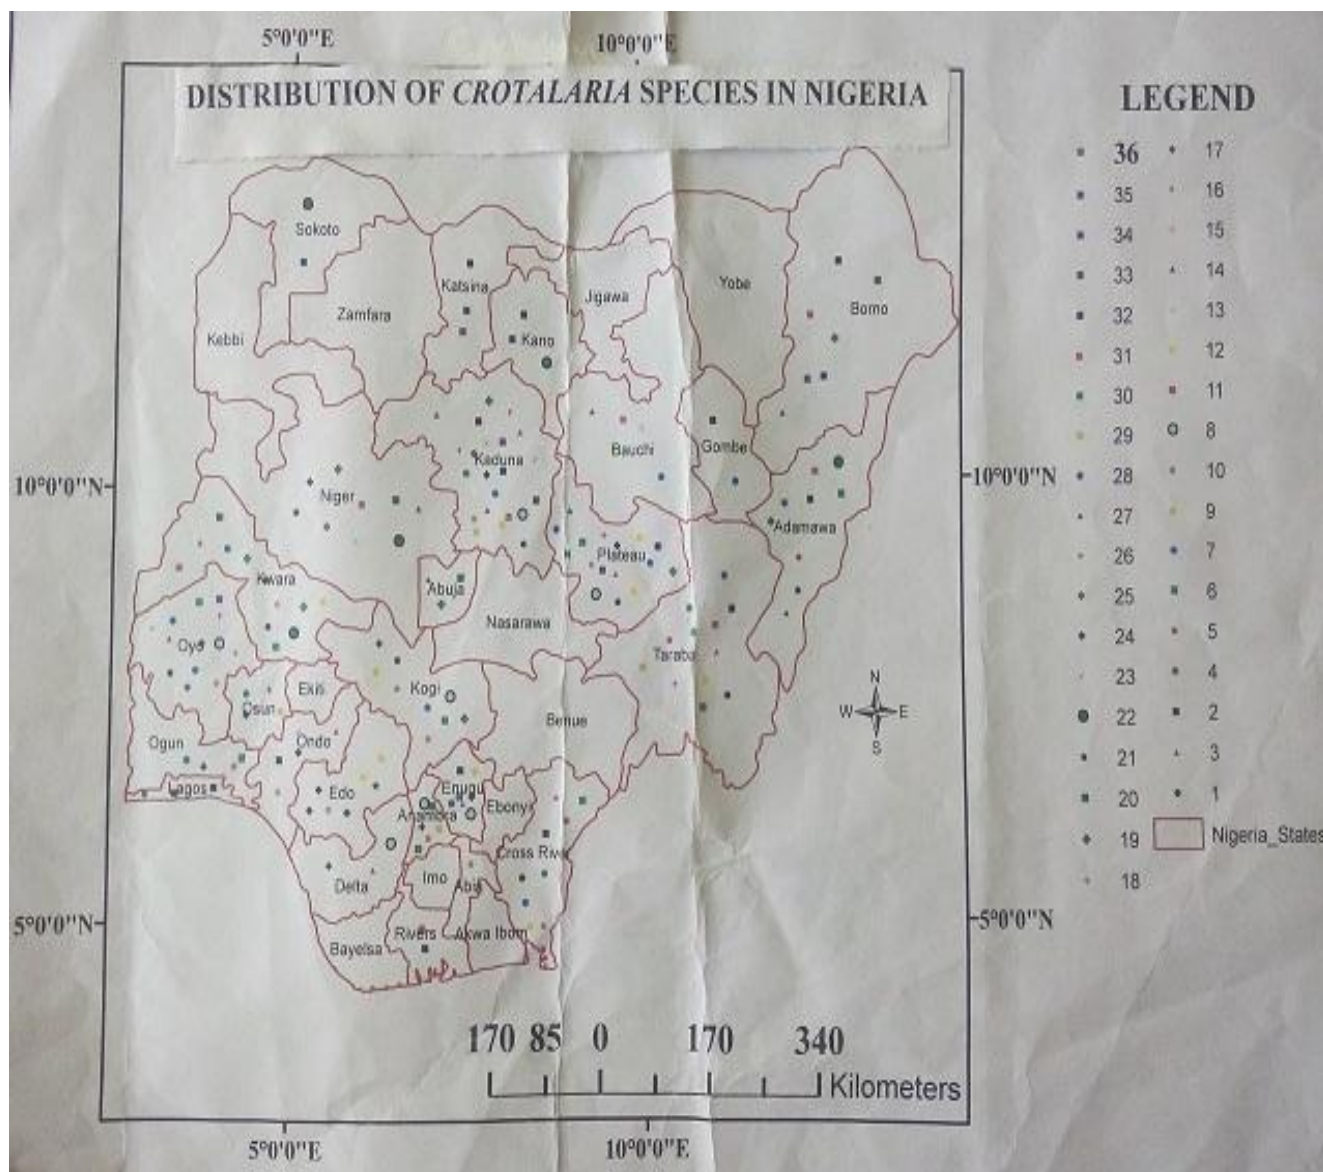 5°0'0"E 10°0'0"E
DISTRIBUTION OF CROTALARIA SPECIES IN NIGERIA
LEGEND
36 17
35 16
34 15
33 14
32 13
31 12
30 11
29 8
28 10
27 9
26 7
25 6
24 5
23 4
22 2
21 3
20 1
19 Nigeria_States
18
Sokoto
Katsina
Zamfara
Kebbi
Kano
Jigawa
Yobe
Borno
Bauchi
Gombe
Kaduna
10°0'0"N 10°0'0"N
Niger
Adamawa
Plateau
Kwara
Abuja
Nasarawa
Oyo
Taraba
Kogi
Ekiti
Osun
Benue
Ogun
Ondo
Lagos
Edo
Enugu
Anambra
Ebonyi
Cross River
Delta
Imo
Abia
5°0'0"N 5°0'0"N
Bayelsa
Rivers
Akwa Ibom
N
W E
S
170 85 0 170 340
Kilometers
5°0'0"E 10°0'0"E